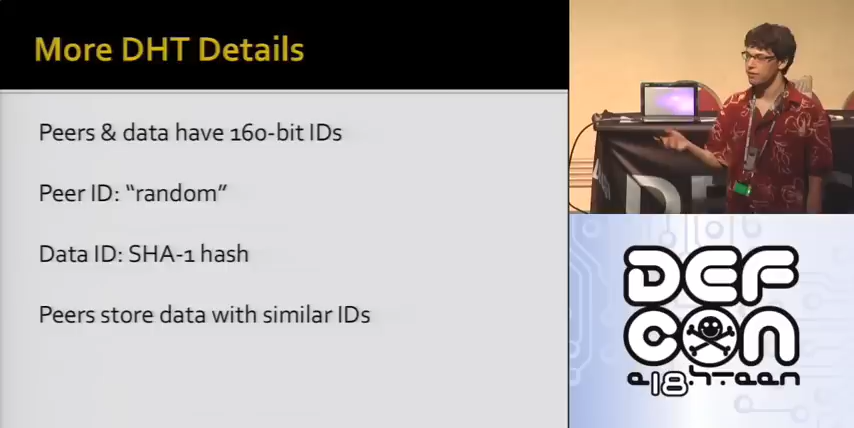 More DHT Details
Peers & data have 160-bit IDs
Peer ID: “random”
Data ID: SHA-1 hash
Peers store data with similar IDs
DEF
CON
e18hteen